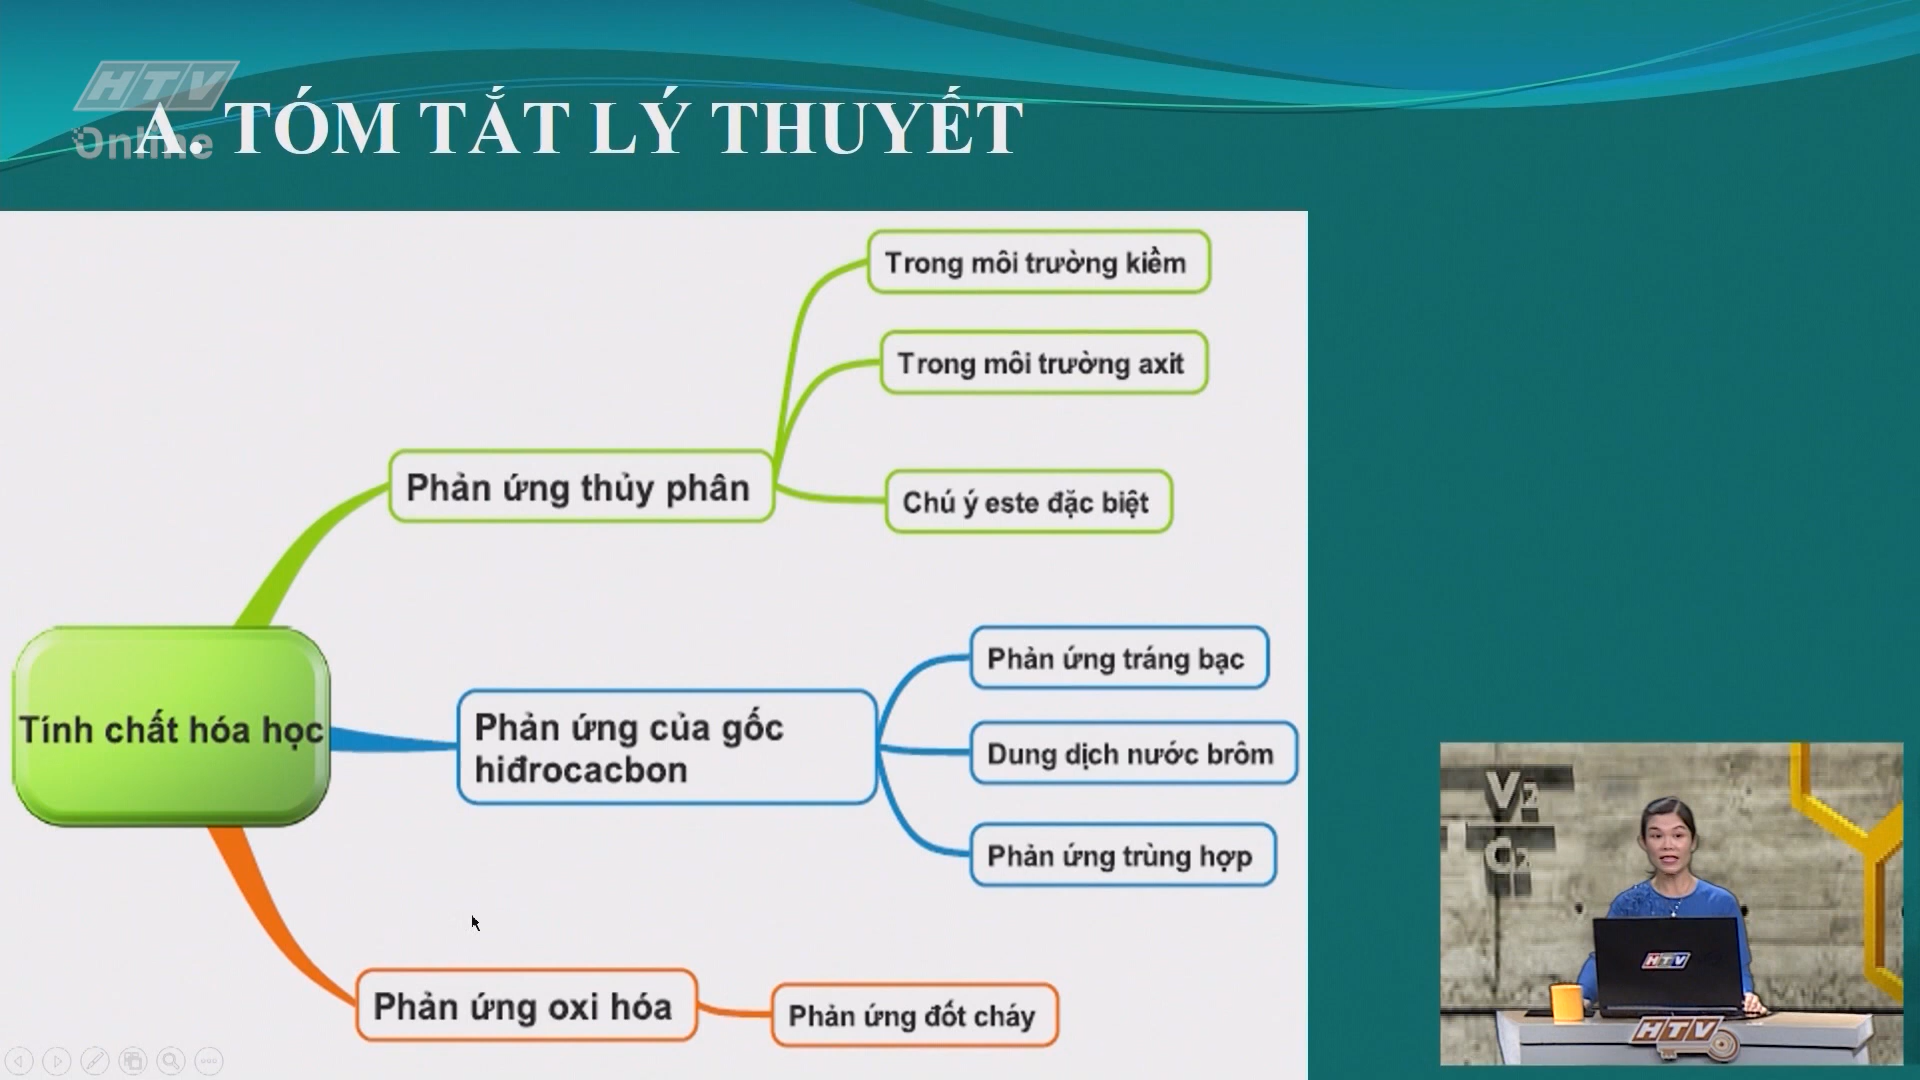 HTV
Online
A. TÓM TẮT LÝ THUYẾT
Trong môi trường kiềm
Trong môi trường axit
Phản ứng thủy phân
Chú ý este đặc biệt
Tính chất hóa học
Phản ứng của gốc
hiđrocacbon
Phản ứng tráng bạc
Dung dịch nước brôm
Phản ứng trùng hợp
Phản ứng oxi hóa
Phản ứng đốt cháy
HTV
HTV